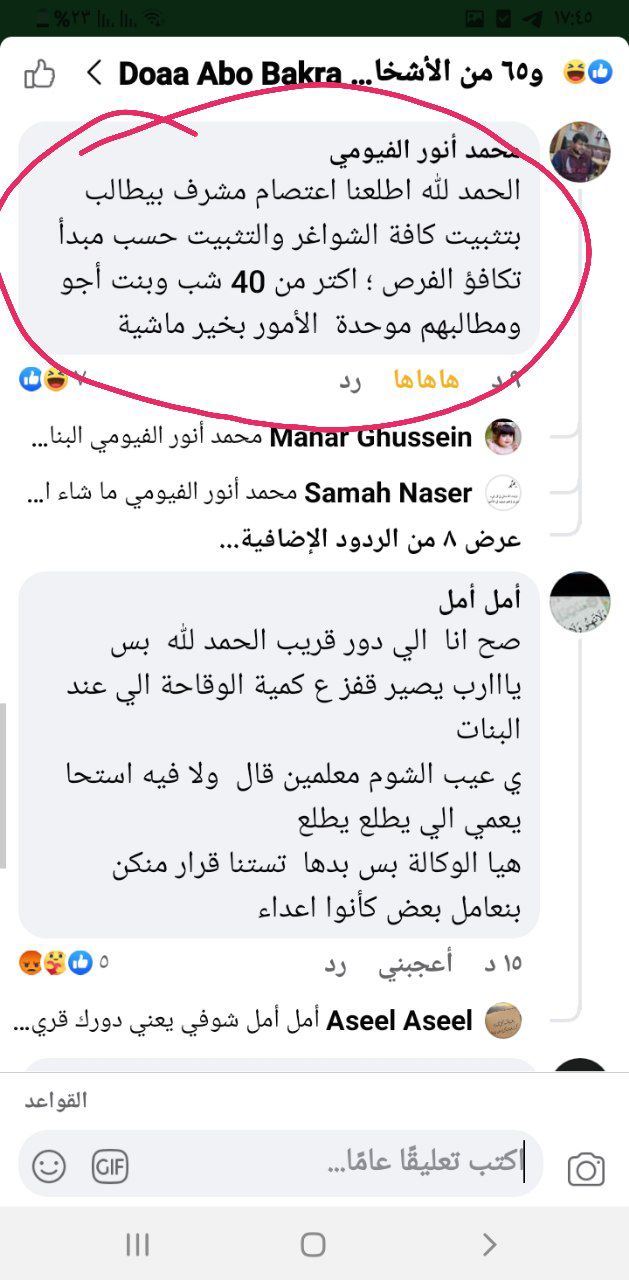 ١٧:٤٥
%٢٣
Doaa Abo Bakra و٦٥ من الأشخا...
محمد أنور الفيومي
الحمد لله اطلعنا اعتصام مشرف بيطالب
بتثبيت كافة الشواغر والتثبيت حسب مبدأ
تكافؤ الفرص ؛ اكتر من 40 شب وبنت أجو
ومطالبهم موحدة الأمور بخير ماشية
٩ د هاهاها رد ٧
Manar Ghussein محمد أنور الفيومي البنا...
Samah Naser محمد أنور الفيومي ما شاء ا...
عرض ٨ من الردود الإضافية...
أمل أمل
صح انا الي دور قريب الحمد لله بس
يااارب يصير قفز ع كمية الوقاحة الي عند
البنات
ي عيب الشوم معلمين قال ولا فيه استحا
يعمي الي يطلع يطلع
هيا الوكالة بس بدها تستنا قرار منكن
بنعامل بعض كأنوا اعداء
١٥ د أعجبني رد ٥
Aseel Aseel أمل أمل شوفي يعني دورك قري...
القواعد
اكتب تعليقًا عامًا...
GIF